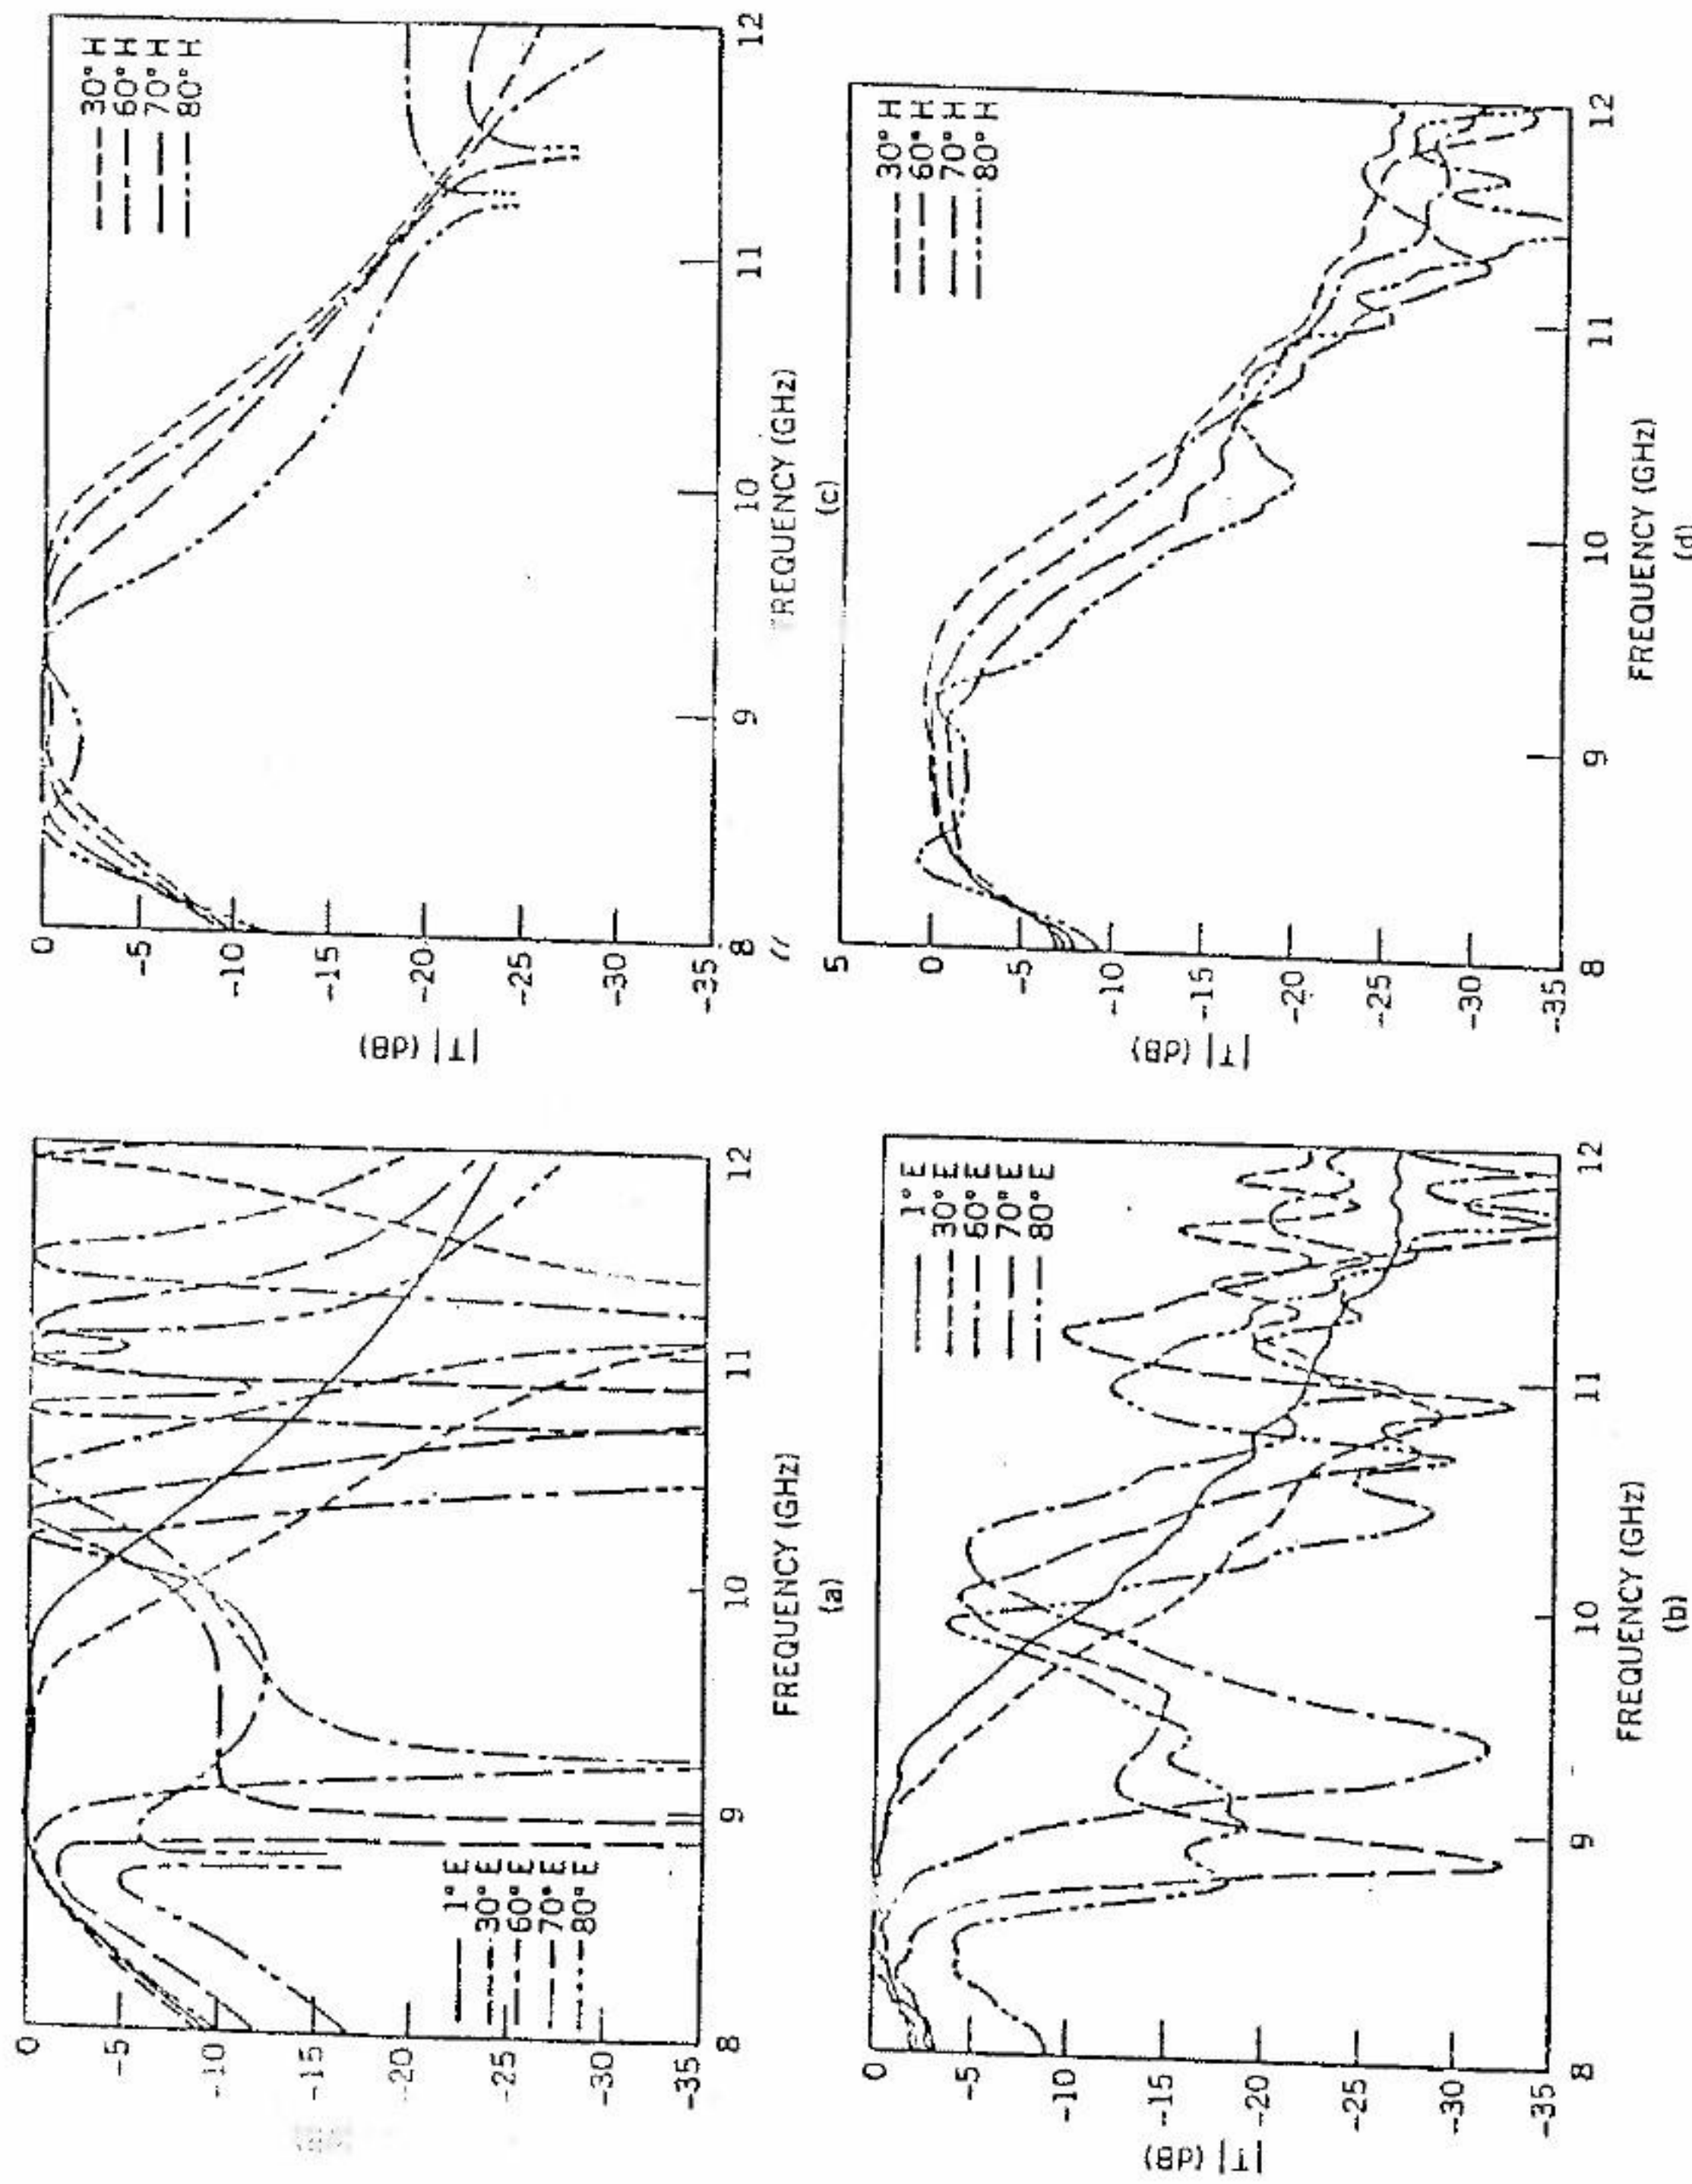 0
-5
-10
-15
-20
-25
-30
-35
1° E
30° E
60° E
70° E
80° E
8
9
10
11
12
FREQUENCY (GHz)
(a)
|T| (dB)
0
-5
-10
-15
-20
-25
-30
-35
1° E
30° E
60° E
70° E
80° E
8
9
10
11
12
FREQUENCY (GHz)
(b)
|T| (dB)
0
-5
-10
-15
-20
-25
-30
-35
30° H
60° H
70° H
80° H
8
9
10
11
12
FREQUENCY (GHz)
(c)
|T| (dB)
5
0
-5
-10
-15
-20
-25
-30
-35
30° H
60° H
70° H
80° H
8
9
10
11
12
FREQUENCY (GHz)
(d)